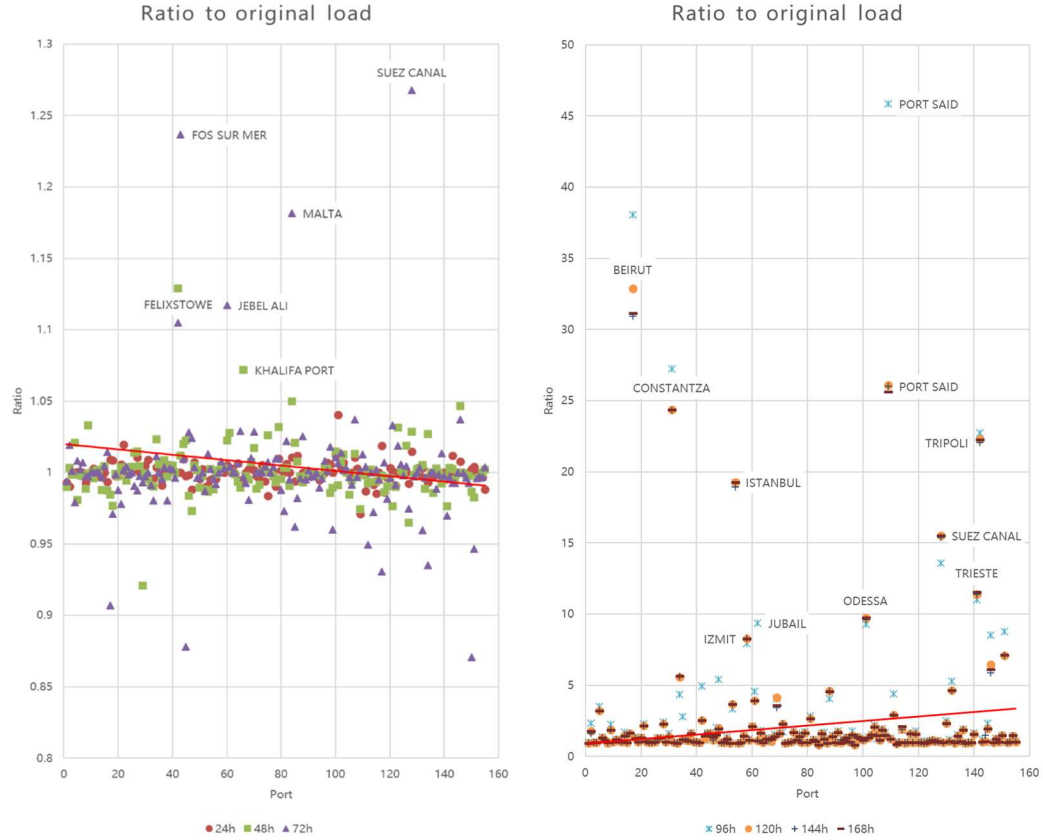 Ratio to original load
1.3
1.25
1.2
1.15
1.1
1.05
1
0.95
0.9
0.85
0.8
Ratio
SUEZ CANAL
FOS SUR MER
MALTA
FELIXSTOWE
JEBEL ALI
KHALIFA PORT
0 20 40 60 80 100 120 140 160
Port
24h 48h 72h
Ratio to original load
50
45
40
35
30
25
20
15
10
5
0
Ratio
PORT SAID
BEIRUT
CONSTANTZA
PORT SAID
TRIPOLI
ISTANBUL
SUEZ CANAL
TRIESTE
ODESSA
JUBAIL
IZMIT
0 20 40 60 80 100 120 140 160
Port
96h 120h 144h 168h